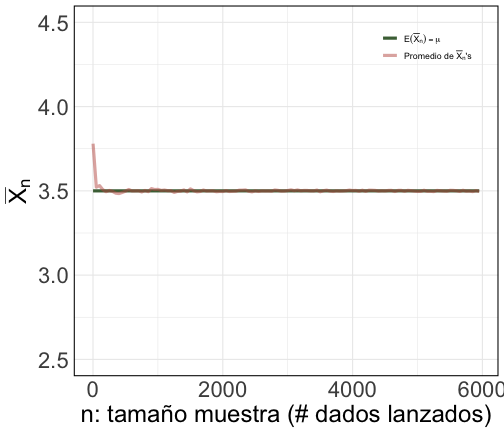 4.5
4.0
3.5
3.0
2.5
X̅n
E(X̅n) = μ
Promedio de X̅n's
0 2000 4000 6000
n: tamaño muestra (# dados lanzados)